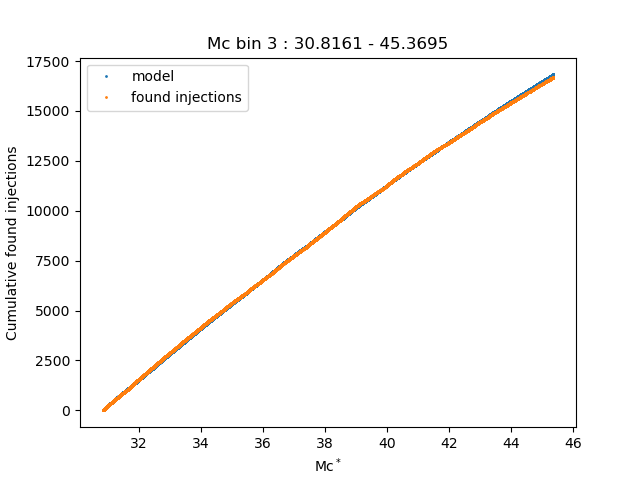 Mc bin 3 : 30.8161 - 45.3695
17500
15000
12500
10000
7500
5000
2500
0
Cumulative found injections
model
found injections
32 34 36 38 40 42 44 46
Mc*